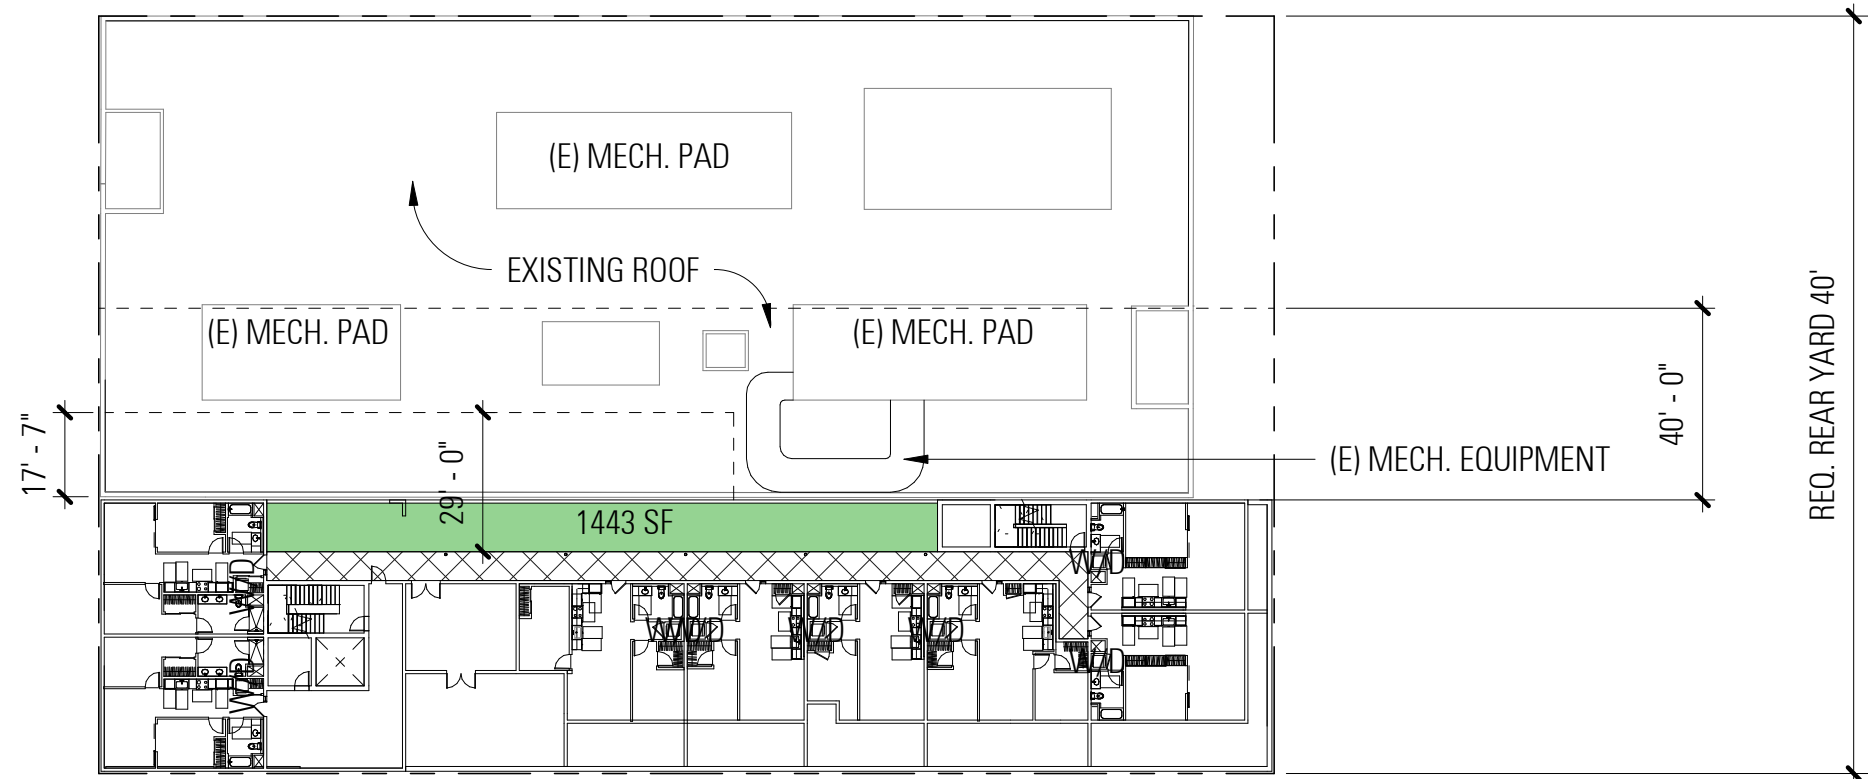 (E) MECH. PAD
EXISTING ROOF
(E) MECH. PAD
(E) MECH. PAD
17' - 7"
29' - 0"
40' - 0"
REQ. REAR YARD 40'
(E) MECH. EQUIPMENT
1443 SF
W/D
W/D
W/D
W/D
W/D
W/D
W/D
W/D